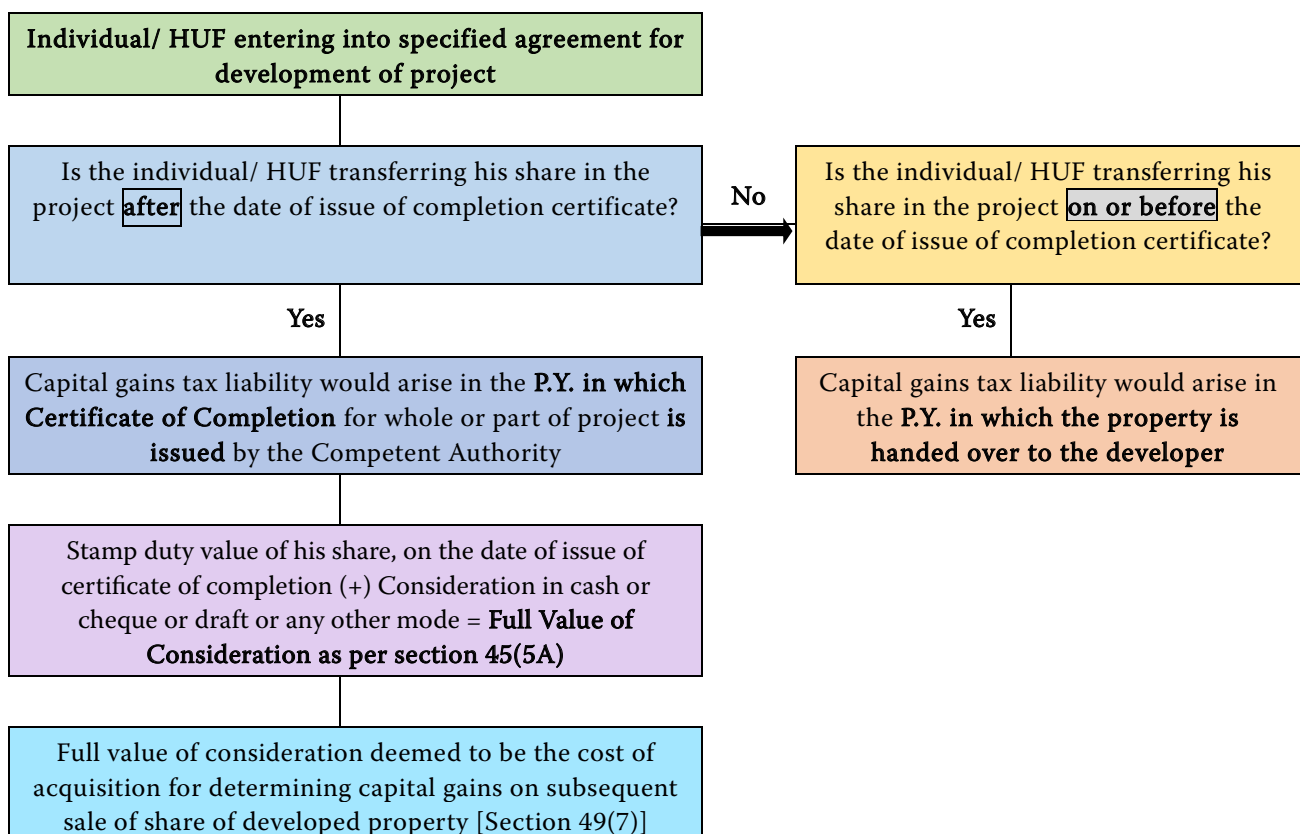 Individual/ HUF entering into specified agreement for
development of project
Is the individual/ HUF transferring his share in the
project after the date of issue of completion certificate?
No
Is the individual/ HUF transferring his
share in the project on or before the
date of issue of completion certificate?
Yes
Yes
Capital gains tax liability would arise in the P.Y. in which
Certificate of Completion for whole or part of project is
issued by the Competent Authority
Capital gains tax liability would arise in
the P.Y. in which the property is
handed over to the developer
Stamp duty value of his share, on the date of issue of
certificate of completion (+) Consideration in cash or
cheque or draft or any other mode = Full Value of
Consideration as per section 45(5A)
Full value of consideration deemed to be the cost of
acquisition for determining capital gains on subsequent
sale of share of developed property [Section 49(7)]